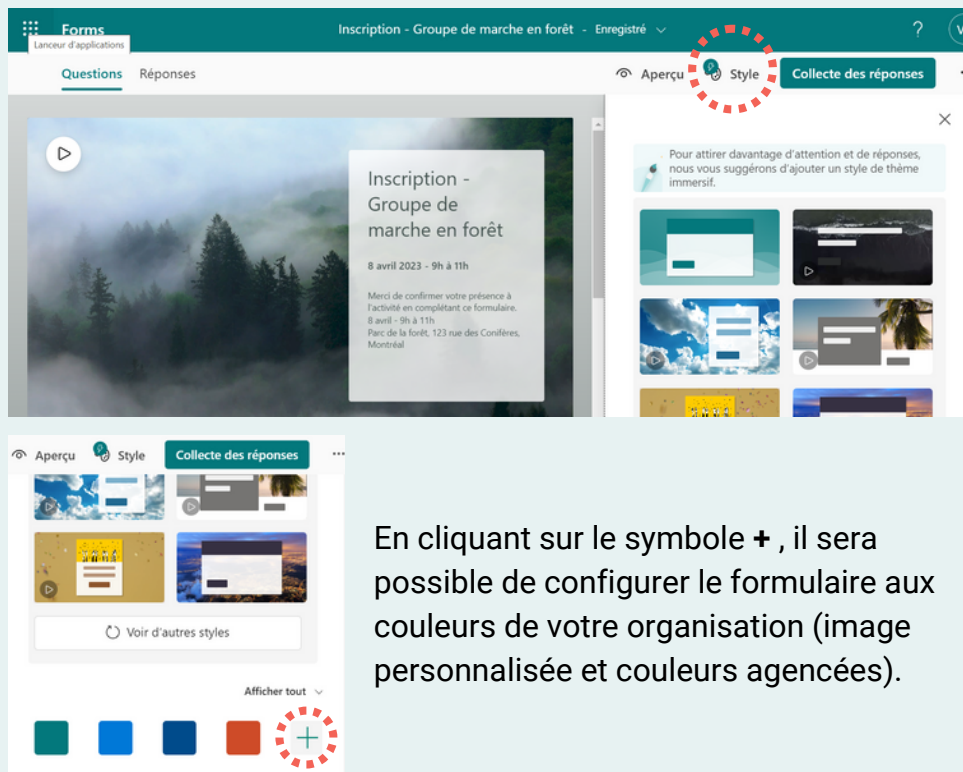 Forms
Inscription - Groupe de marche en forêt - Enregistré
?
V
Lanceur d'applications
Questions Réponses
Aperçu Style Collecte des réponses
Pour attirer davantage d'attention et de réponses,
nous vous suggérons d'ajouter un style de thème
immersif.
Inscription -
Groupe de
marche en forêt
8 avril 2023 - 9h à 11h
Merci de confirmer votre présence à
l'activité en complétant ce formulaire.
8 avril - 9h à 11h
Parc de la forêt, 123 rue des Conifères,
Montréal
Aperçu Style Collecte des réponses ...
Voir d'autres styles
Afficher tout
En cliquant sur le symbole + , il sera
possible de configurer le formulaire aux
couleurs de votre organisation (image
personnalisée et couleurs agencées).